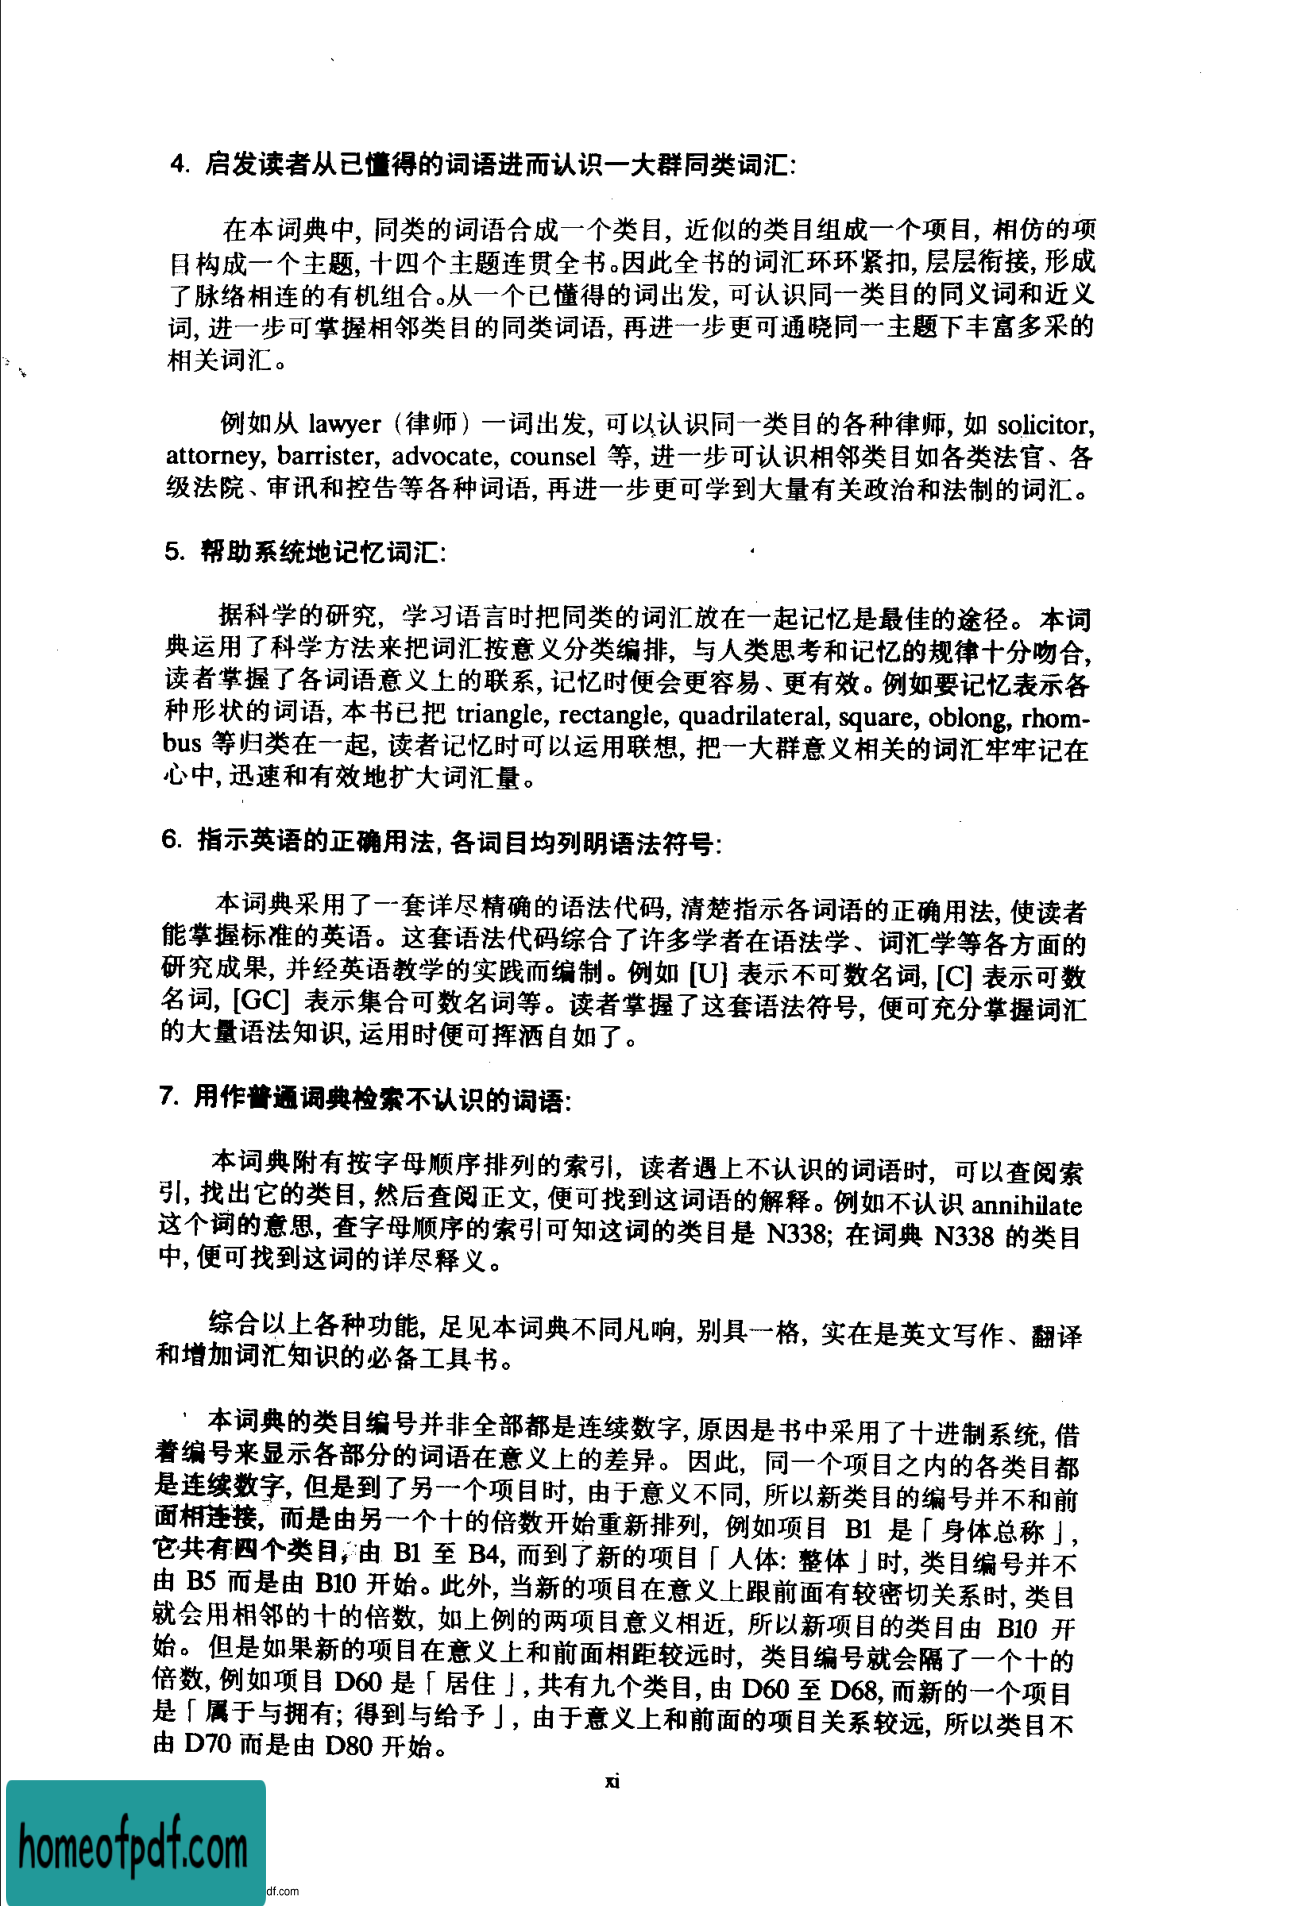 4. 启发读者从已懂得的词语进而认识一大群同类词汇:
在本词典中, 同类的词语合成一个类目, 近似的类目组成一个项目, 相仿的项
目构成一个主题, 十四个主题连贯全书。因此全书的词汇环环紧扣, 层层衔接, 形成
了脉络相连的有机组合。从一个已懂得的词出发, 可认识同一类目的同义词和近义
词, 进一步可掌握相邻类目的同类词语, 再进一步更可通晓同一主题下丰富多采的
相关词汇。
例如从 lawyer（律师）一词出发, 可以认识同一类目的各种律师, 如 solicitor,
attorney, barrister, advocate, counsel 等, 进一步可认识相邻类目如各类法官、各
级法院、审讯和控告等各种词语, 再进一步更可学到大量有关政治和法制的词汇。
5. 帮助系统地记忆词汇:
据科学的研究, 学习语言时把同类的词汇放在一起记忆是最佳的途径。本词
典运用了科学方法来把词汇按意义分类编排, 与人类思考和记忆的规律十分吻合,
读者掌握了各词语意义上的联系, 记忆时便会更容易、更有效。例如要记忆表示各
种形状的词语, 本书已把 triangle, rectangle, quadrilateral, square, oblong, rhom-
bus 等归类在一起, 读者记忆时可以运用联想, 把一大群意义相关的词汇牢牢记在
心中, 迅速和有效地扩大词汇量。
6. 指示英语的正确用法, 各词目均列明语法符号:
本词典采用了一套详尽精确的语法代码, 清楚指示各词语的正确用法, 使读者
能掌握标准的英语。这套语法代码综合了许多学者在语法学、词汇学等各方面的
研究成果, 并经英语教学的实践而编制。例如 [U] 表示不可数名词, [C] 表示可数
名词, [GC] 表示集合可数名词等。读者掌握了这套语法符号, 便可充分掌握词汇
的大量语法知识, 运用时便可挥洒自如了。
7. 用作普通词典检索不认识的词语:
本词典附有按字母顺序排列的索引, 读者遇上不认识的词语时, 可以查阅索
引, 找出它的类目, 然后查阅正文, 便可找到这词语的解释。例如不认识 annihilate
这个词的意思, 查字母顺序的索引可知这词的类目是 N338; 在词典 N338 的类目
中, 便可找到这词的详尽释义。
综合以上各种功能, 足见本词典不同凡响, 别具一格, 实在是英文写作、翻译
和增加词汇知识的必备工具书。
本词典的类目编号并非全部都是连续数字, 原因是书中采用了十进制系统, 借
着编号来显示各部分的词语在意义上的差异。因此, 同一个项目之内的各类目都
是连续数字, 但是到了另一个项目时, 由于意义不同, 所以新类目的编号并不和前
面相连接, 而是由另一个十的倍数开始重新排列, 例如项目 B1 是「身体总称」,
它共有四个类目, 由 B1 至 B4, 而到了新的项目「人体: 整体」时, 类目编号并不
由 B5 而是由 B10 开始。此外, 当新的项目在意义上跟前面有较密切关系时, 类目
就会用相邻的十的倍数, 如上例的两项目意义相近, 所以新项目的类目由 B10 开
始。但是如果新的项目在意义上和前面相距较远时, 类目编号就会隔了一个十的
倍数, 例如项目 D60 是「居住」, 共有九个类目, 由 D60 至 D68, 而新的一个项目
是「属于与拥有; 得到与给予」, 由于意义上和前面的项目关系较远, 所以类目不
由 D70 而是由 D80 开始。
xi
homeofpdf.com
df.com